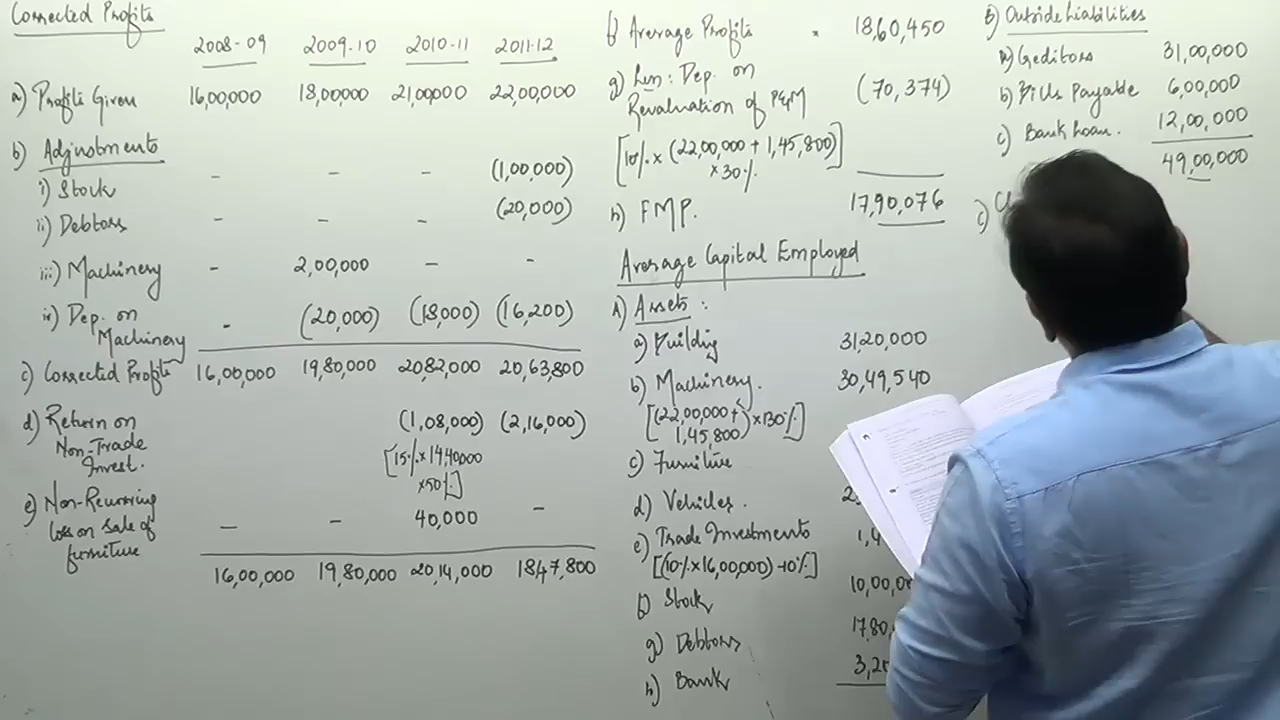 Corrected Profits
2008-09 2009-10 2010-11 2011-12
a) Profits Given 16,00,000 18,00,000 21,00,000 22,00,000
b) Adjustments
i) Stock - - - (1,00,000)
ii) Debtors - - - (20,000)
iii) Machinery - 2,00,000 - -
iv) Dep. on - (20,000) (18,000) (16,200)
Machinery
c) Corrected Profits 16,00,000 19,80,000 20,82,000 20,63,800
d) Return on (1,08,000) (2,16,000)
Non-Trade [15% x 14,40,000
Invest. x 50%]
e) Non-Recurring
loss on Sale of - - 40,000 -
furniture
16,00,000 19,80,000 20,14,000 18,47,800
f) Average Profits = 18,60,450
g) Less: Dep. on
Revaluation of P&M (70,374)
[10% x (22,00,000 + 1,45,800)
x 30%]
h) FMP. 17,90,076
Average Capital Employed
A) Assets :
a) Building 31,20,000
b) Machinery. 30,49,540
[(22,00,000 +
1,45,800) x 130%]
c) Furniture
d) Vehicles.
e) Trade Investments
[(10% x 16,00,000) - 10%]
f) Stock
g) Debtors
h) Bank
B) Outside Liabilities
a) Creditors 31,00,000
b) Bills Payable 6,00,000
c) Bank Loan. 12,00,000
49,00,000